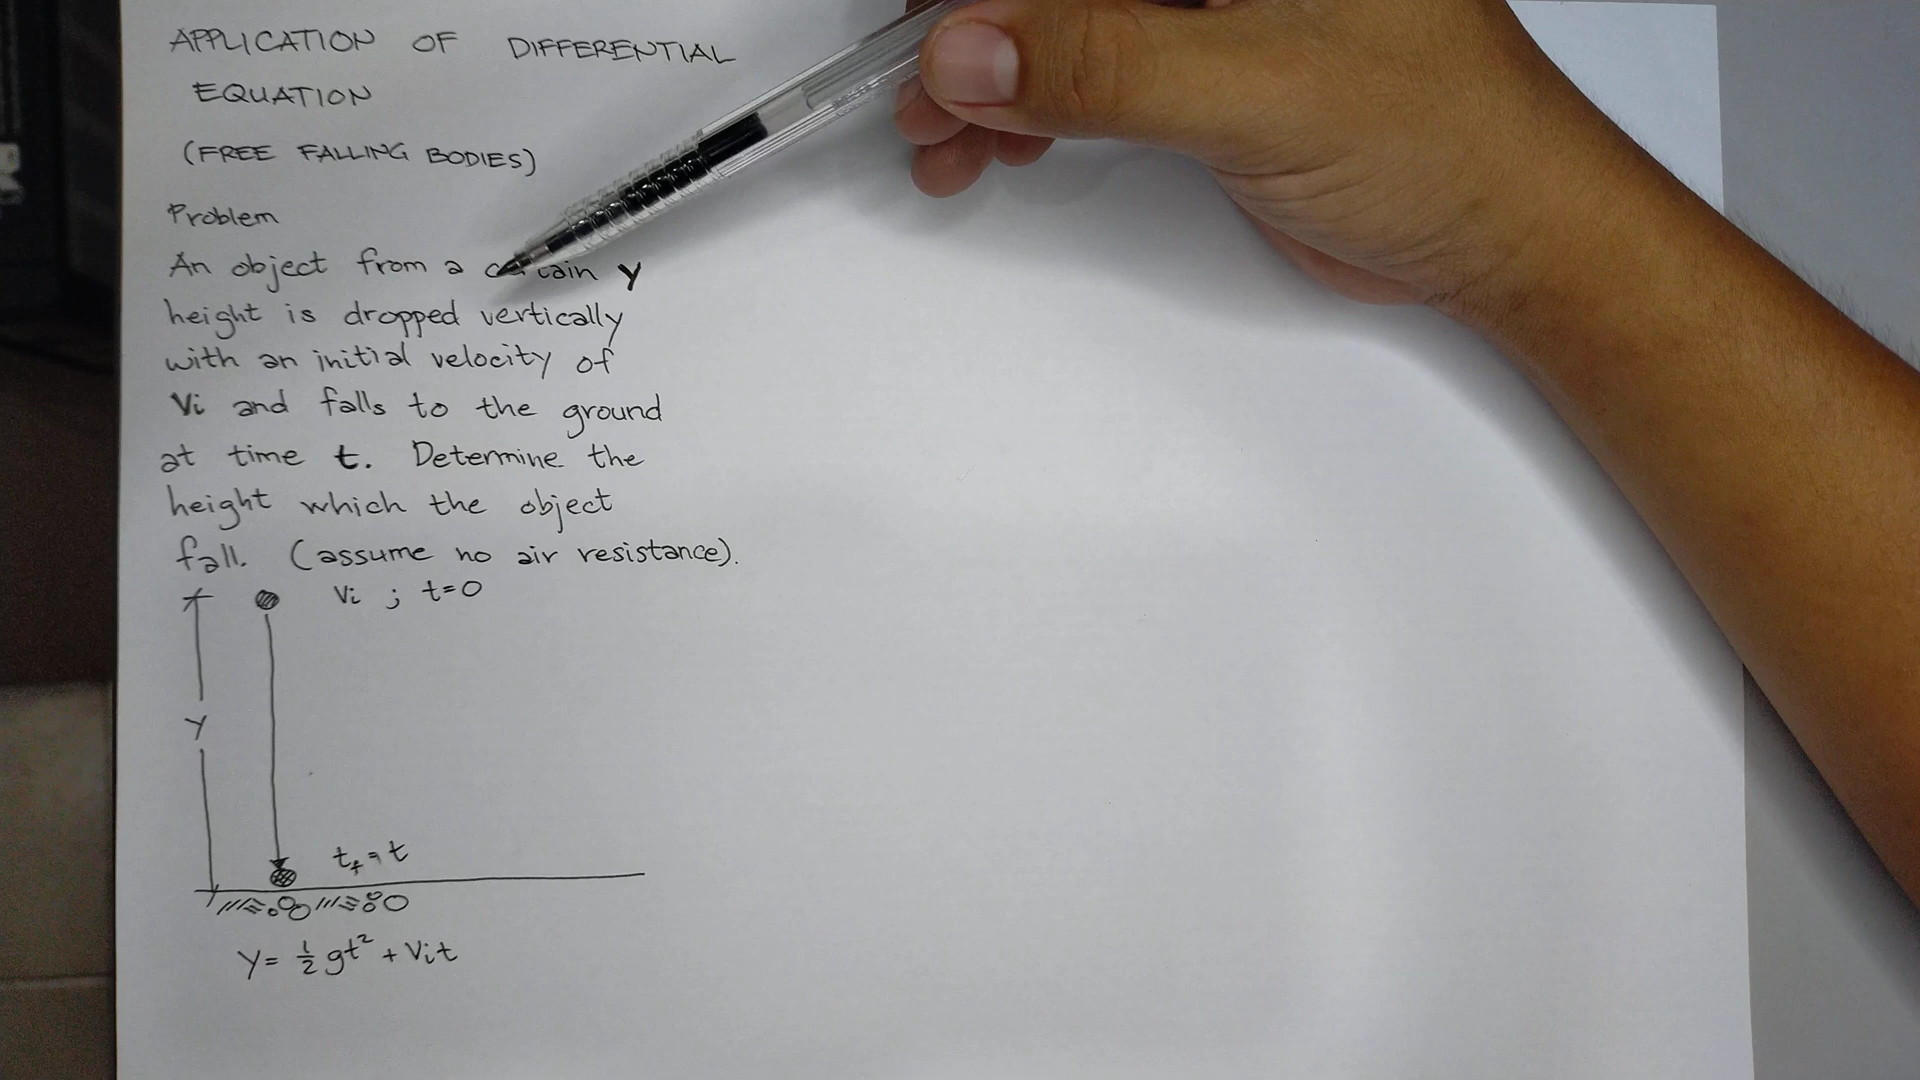 APPLICATION OF DIFFERENTIAL
EQUATION
(FREE FALLING BODIES)
Problem
An object from a certain y
height is dropped vertically
with an initial velocity of
Vi and falls to the ground
at time t. Determine the
height which the object
fall. (assume no air resistance).
Vi ; t=0
y
t_f = t
y = 1/2 gt² + Vit